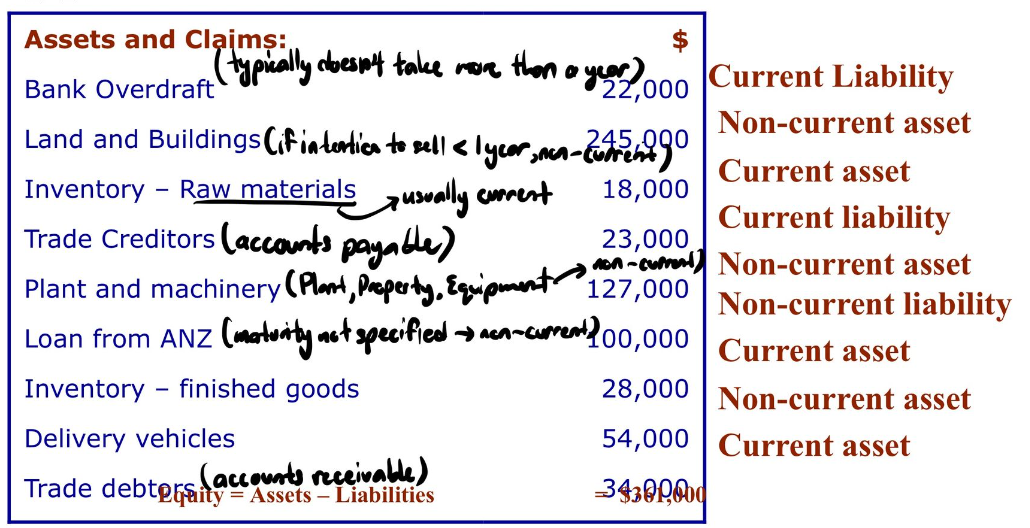 Assets and Claims: $
(typically doesn't take more than a year)
Bank Overdraft 22,000 Current Liability
Land and Buildings (if intention to sell < 1 year, non-current) 245,000 Non-current asset
Inventory – Raw materials → usually current 18,000 Current asset
Trade Creditors (accounts payable) 23,000 Current liability
Plant and machinery (Plant, Property, Equipment → non-current) 127,000 Non-current asset
Loan from ANZ (maturity not specified → non-current) 100,000 Non-current liability
Inventory – finished goods 28,000 Current asset
Delivery vehicles 54,000 Non-current asset
Trade debtors (accounts receivable) 34,000 Current asset
Equity = Assets – Liabilities = $361,000